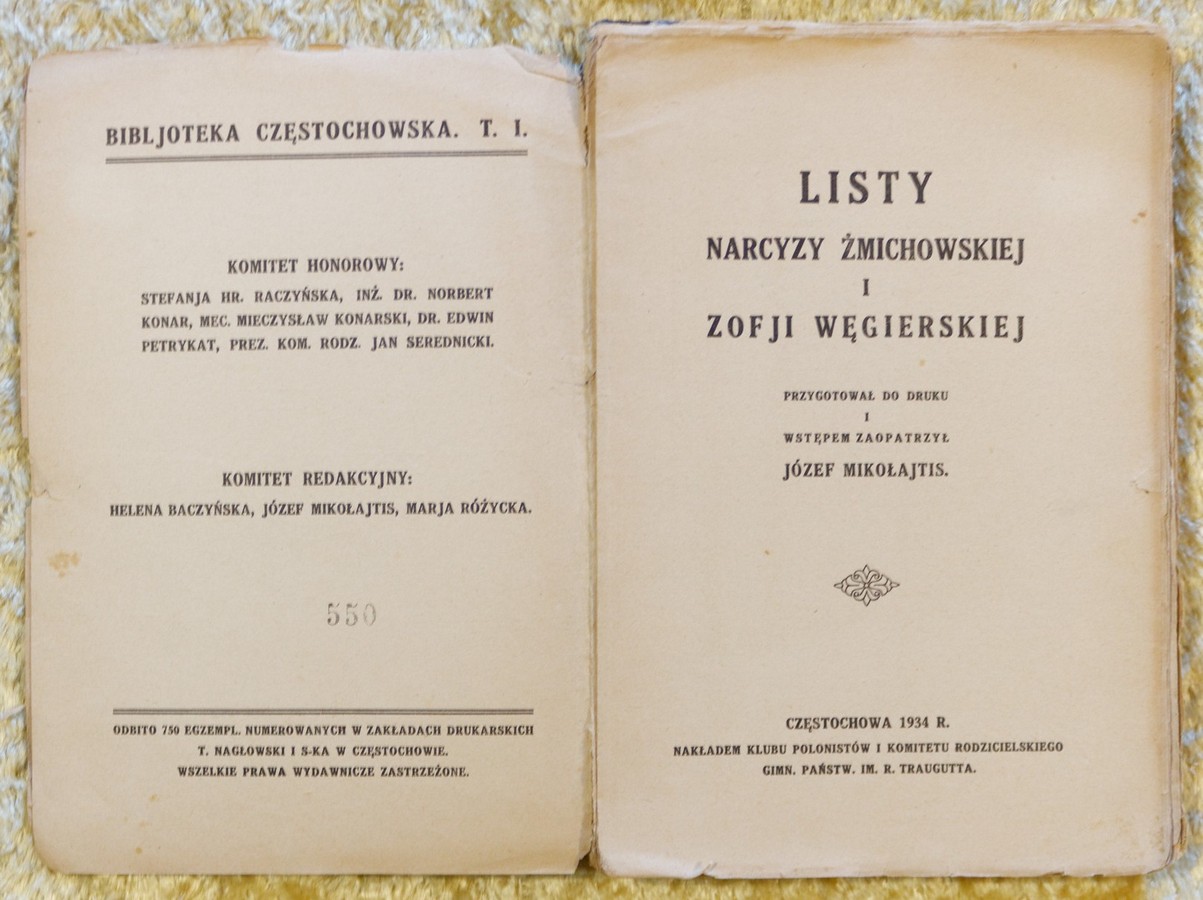 BIBLJOTEKA CZĘSTOCHOWSKA. T. I.
KOMITET HONOROWY:
STEFANJA HR. RACZYŃSKA, INŻ. DR. NORBERT
KONAR, MEC. MIECZYSŁAW KONARSKI, DR. EDWIN
PETRYKAT, PREZ. KOM. RODZ. JAN SEREDNICKI.
KOMITET REDAKCYJNY:
HELENA BACZYŃSKA, JÓZEF MIKOŁAJTIS, MARJA RÓŻYCKA.
550
ODBITO 750 EGZEMPL. NUMEROWANYCH W ZAKŁADACH DRUKARSKICH
T. NAGŁOWSKI I S-KA W CZĘSTOCHOWIE.
WSZELKIE PRAWA WYDAWNICZE ZASTRZEŻONE.
LISTY
NARCYZY ŻMICHOWSKIEJ
I
ZOFJI WĘGIERSKIEJ
PRZYGOTOWAŁ DO DRUKU
I
WSTĘPEM ZAOPATRZYŁ
JÓZEF MIKOŁAJTIS.
CZĘSTOCHOWA 1934 R.
NAKŁADEM KLUBU POLONISTÓW I KOMITETU RODZICIELSKIEGO
GIMN. PAŃSTW. IM. R. TRAUGUTTA.